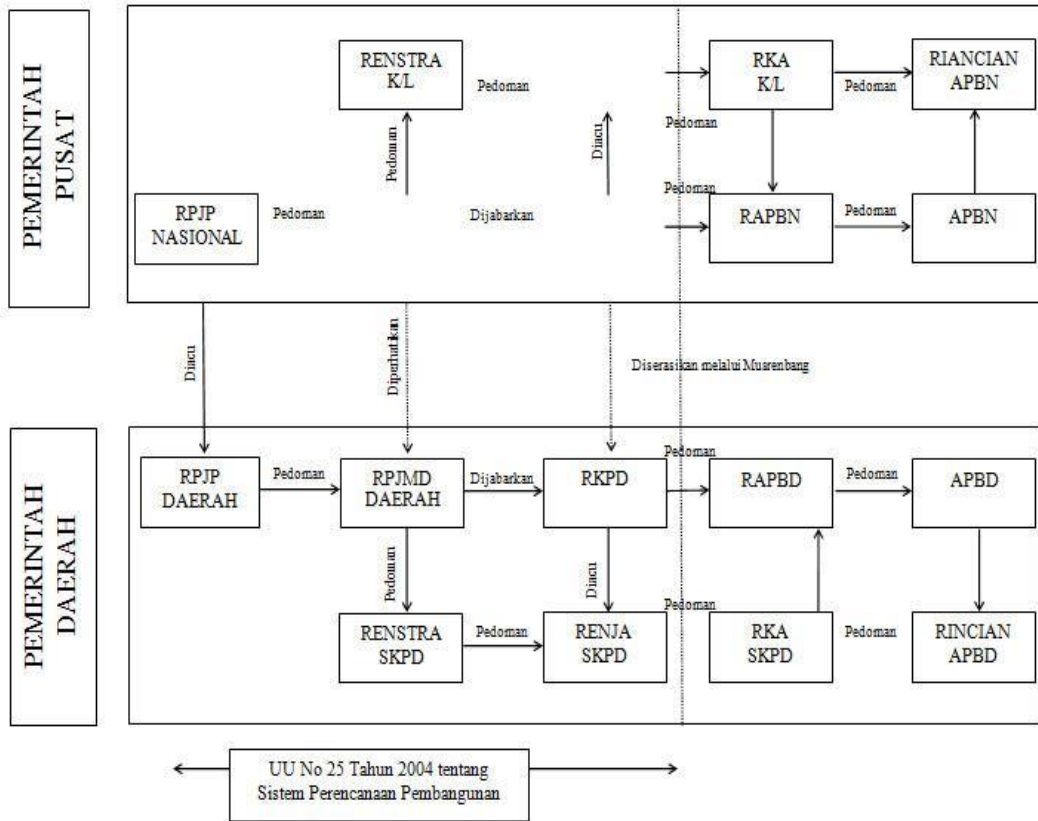 PEMERINTAH
PUSAT
RENSTRA
K/L
Pedoman
RKA
K/L
Pedoman
RIANCIAN
APBN
Pedoman
Pedoman
Diacu
RPJP
NASIONAL
Pedoman
Dijabarkan
Pedoman
RAPBN
Pedoman
APBN
Diacu
Diperhatikan
Diserasikan melalui Musrenbang
PEMERINTAH
DAERAH
RPJP
DAERAH
Pedoman
RPJMD
DAERAH
Dijabarkan
RKPD
Pedoman
RAPBD
Pedoman
APBD
Pedoman
Diacu
RENSTRA
SKPD
Pedoman
RENJA
SKPD
Pedoman
RKA
SKPD
Pedoman
RINCIAN
APBD
UU No 25 Tahun 2004 tentang
Sistem Perencanaan Pembangunan